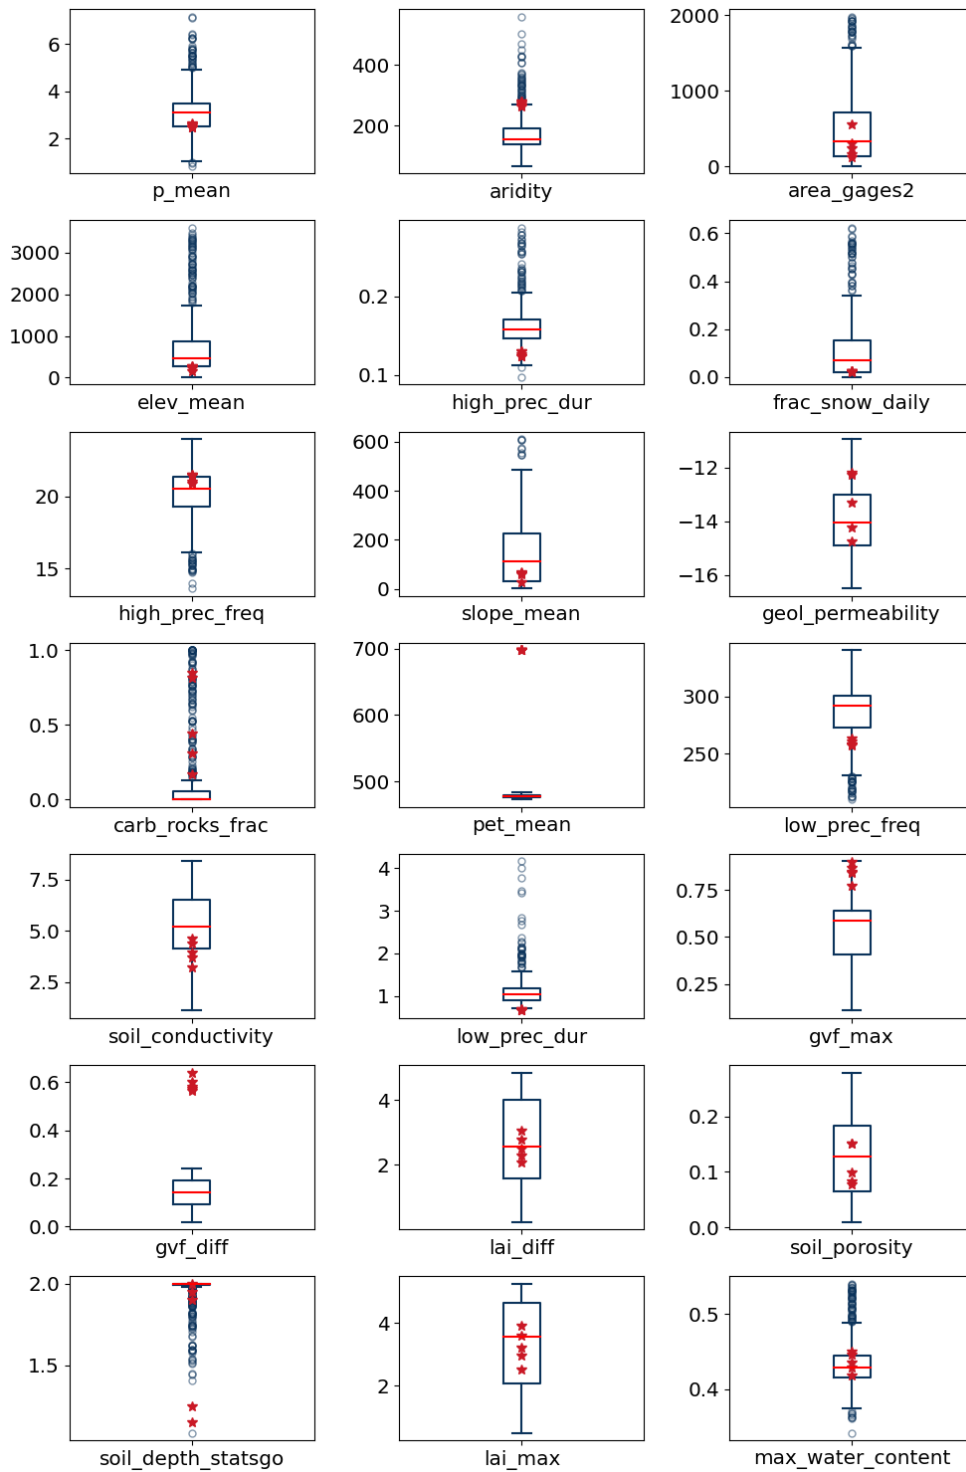 6
4
2
p_mean
400
200
aridity
2000
1000
0
area_gages2
3000
2000
1000
0
elev_mean
0.2
0.1
high_prec_dur
0.6
0.4
0.2
0.0
frac_snow_daily
20
15
high_prec_freq
600
400
200
0
slope_mean
−12
−14
−16
geol_permeability
1.0
0.5
0.0
carb_rocks_frac
700
600
500
pet_mean
300
250
low_prec_freq
7.5
5.0
2.5
soil_conductivity
4
3
2
1
low_prec_dur
0.75
0.50
0.25
gvf_max
0.6
0.4
0.2
0.0
gvf_diff
4
2
lai_diff
0.2
0.1
0.0
soil_porosity
2.0
1.5
soil_depth_statsgo
4
2
lai_max
0.5
0.4
max_water_content